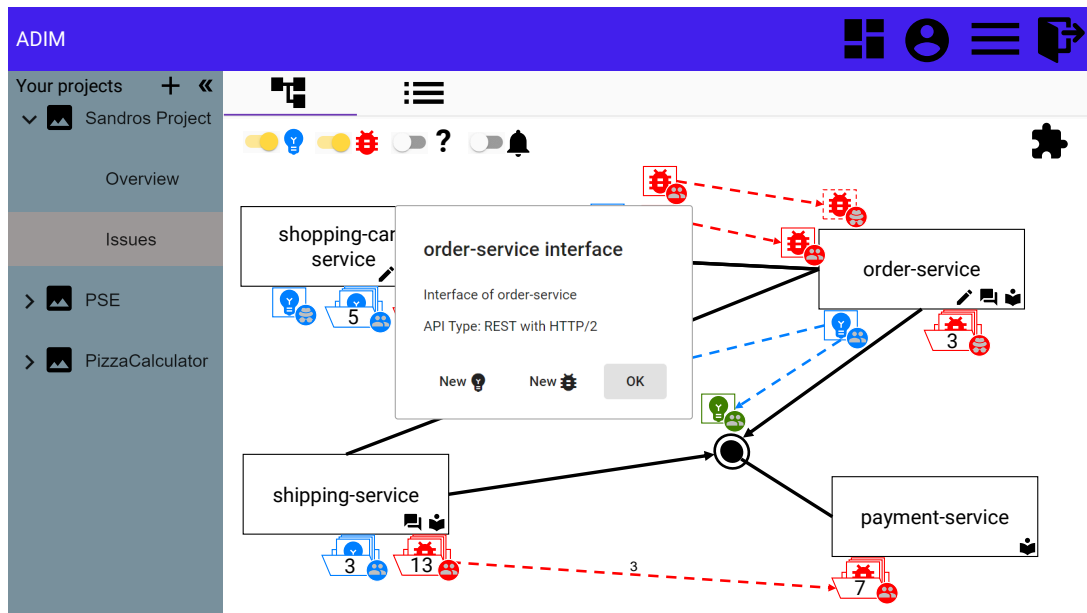 ADIM
Your projects
Sandros Project
Overview
Issues
PSE
PizzaCalculator
?
shopping-car
service
5
order-service interface
Interface of order-service
API Type: REST with HTTP/2
New
New
OK
order-service
3
shipping-service
3
13
3
payment-service
7